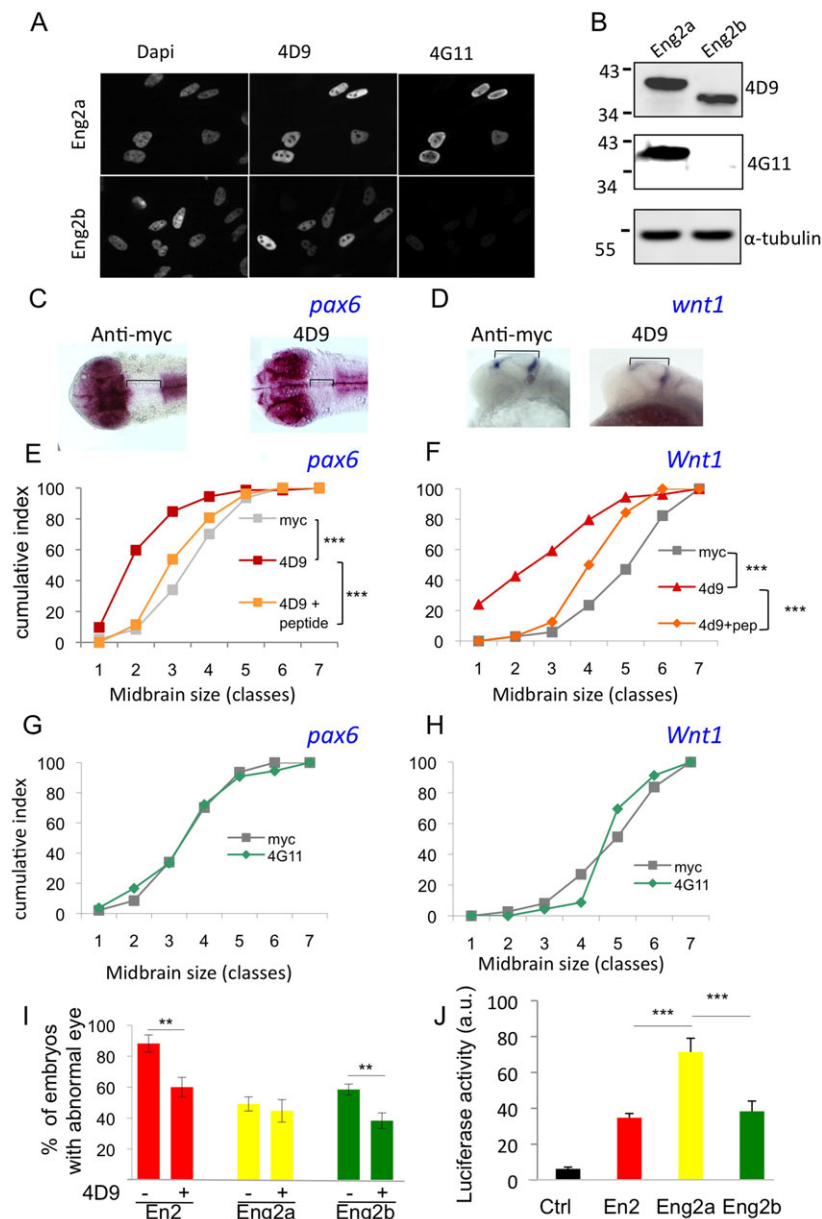 A
Dapi 4D9 4G11
Eng2a
Eng2b
B
Eng2a Eng2b
43
34
4D9
43
34
4G11
55
α-tubulin
C
pax6
Anti-myc 4D9
D
wnt1
Anti-myc 4D9
E
pax6
cumulative index
100
80
60
40
20
0
1 2 3 4 5 6 7
Midbrain size (classes)
myc
4D9
4D9 +
peptide
***
***
F
Wnt1
100
80
60
40
20
0
1 2 3 4 5 6 7
Midbrain size (classes)
myc
4d9
4d9+pep
***
***
G
pax6
cumulative index
100
80
60
40
20
0
1 2 3 4 5 6 7
Midbrain size (classes)
myc
4G11
H
Wnt1
100
80
60
40
20
0
1 2 3 4 5 6 7
Midbrain size (classes)
myc
4G11
I
% of embryos
with abnormal eye
100
80
60
40
20
0
** **
4D9 - + - + - +
En2 Eng2a Eng2b
J
Luciferase activity (a.u.)
100
80
60
40
20
0
*** ***
Ctrl En2 Eng2a Eng2b